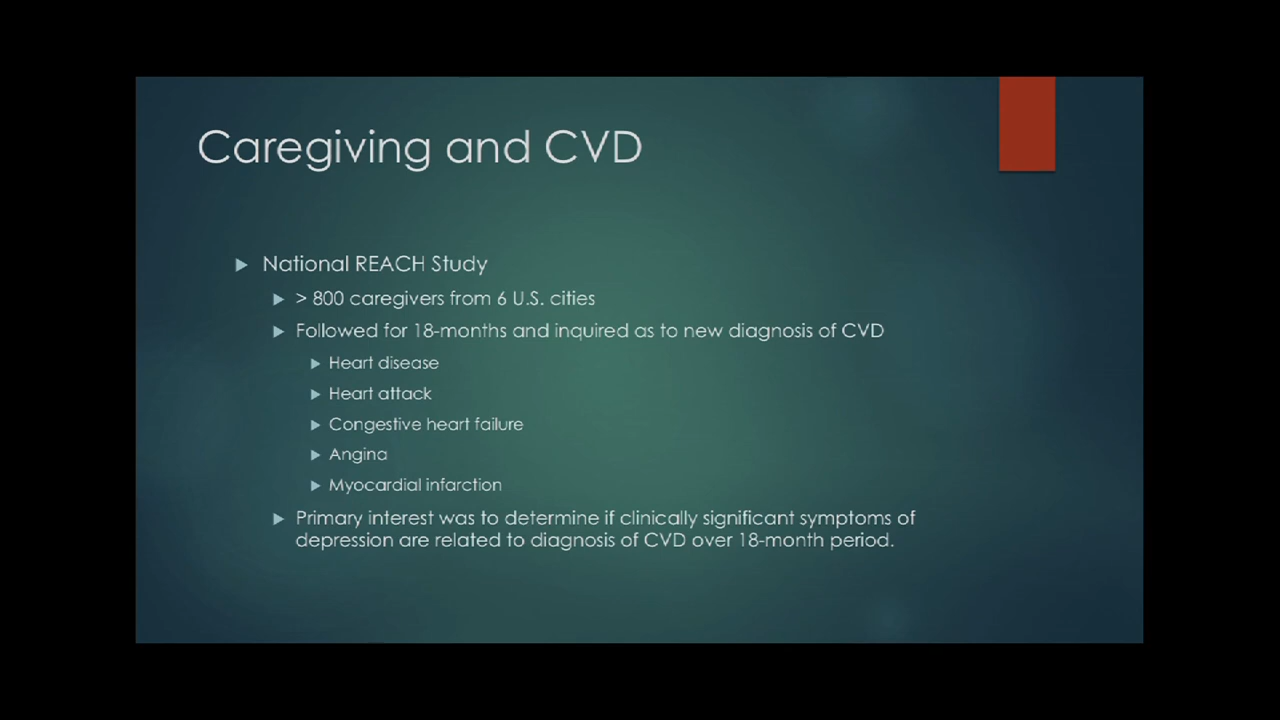 Caregiving and CVD
National REACH Study
> 800 caregivers from 6 U.S. cities
Followed for 18-months and inquired as to new diagnosis of CVD
Heart disease
Heart attack
Congestive heart failure
Angina
Myocardial infarction
Primary interest was to determine if clinically significant symptoms of
depression are related to diagnosis of CVD over 18-month period.